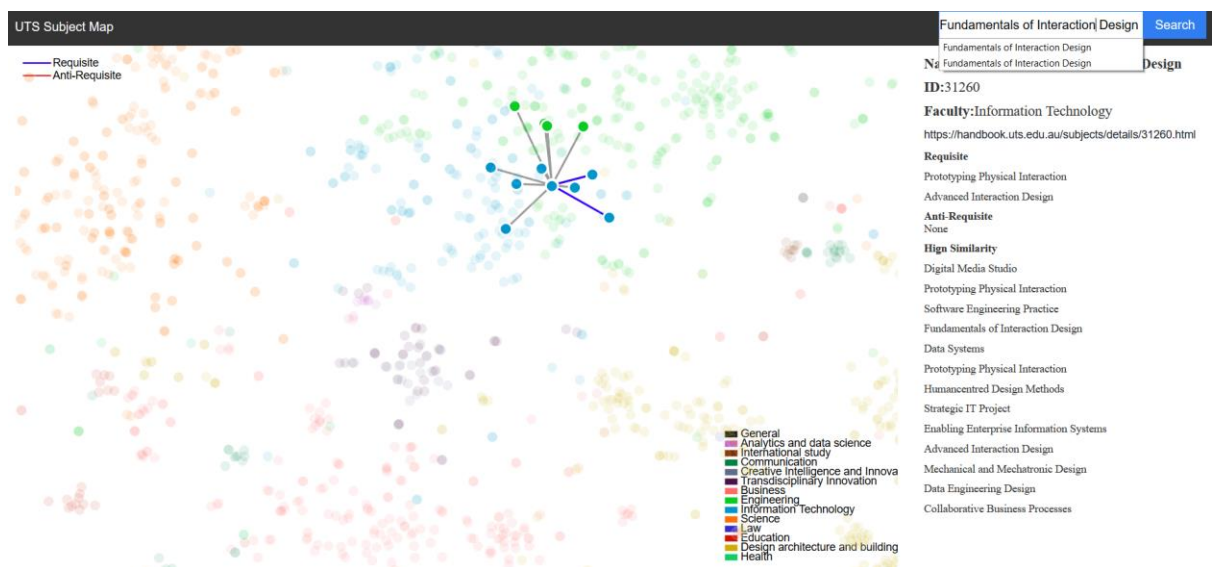 UTS Subject Map
Fundamentals of Interaction Design
Search
Fundamentals of Interaction Design
Fundamentals of Interaction Design
Requisite
Anti-Requisite
Na
Design
ID:31260
Faculty:Information Technology
https://handbook.uts.edu.au/subjects/details/31260.html
Requisite
Prototyping Physical Interaction
Advanced Interaction Design
Anti-Requisite
None
Hign Similarity
Digital Media Studio
Prototyping Physical Interaction
Software Engineering Practice
Fundamentals of Interaction Design
Data Systems
Prototyping Physical Interaction
Humancentred Design Methods
Strategic IT Project
Enabling Enterprise Information Systems
Advanced Interaction Design
Mechanical and Mechatronic Design
Data Engineering Design
Collaborative Business Processes
General
Analytics and data science
International study
Communication
Creative Intelligence and Innova
Transdisciplinary Innovation
Business
Engineering
Information Technology
Science
Law
Education
Design architecture and building
Health